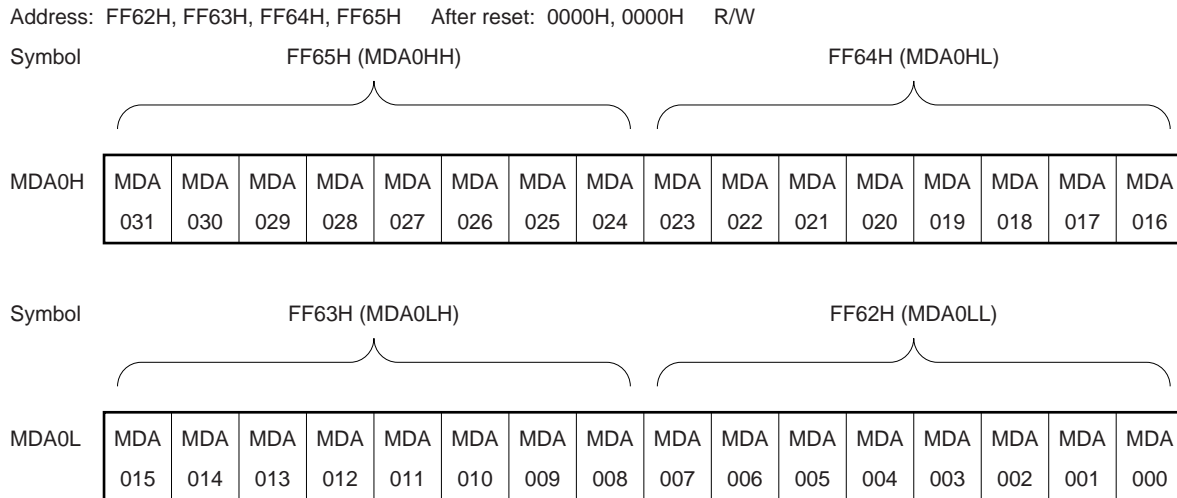 Address: FF62H, FF63H, FF64H, FF65H After reset: 0000H, 0000H R/W
Symbol FF65H (MDA0HH) FF64H (MDA0HL)
MDA0H MDA MDA MDA MDA MDA MDA MDA MDA MDA MDA MDA MDA MDA MDA MDA MDA
031 030 029 028 027 026 025 024 023 022 021 020 019 018 017 016
Symbol FF63H (MDA0LH) FF62H (MDA0LL)
MDA0L MDA MDA MDA MDA MDA MDA MDA MDA MDA MDA MDA MDA MDA MDA MDA MDA
015 014 013 012 011 010 009 008 007 006 005 004 003 002 001 000